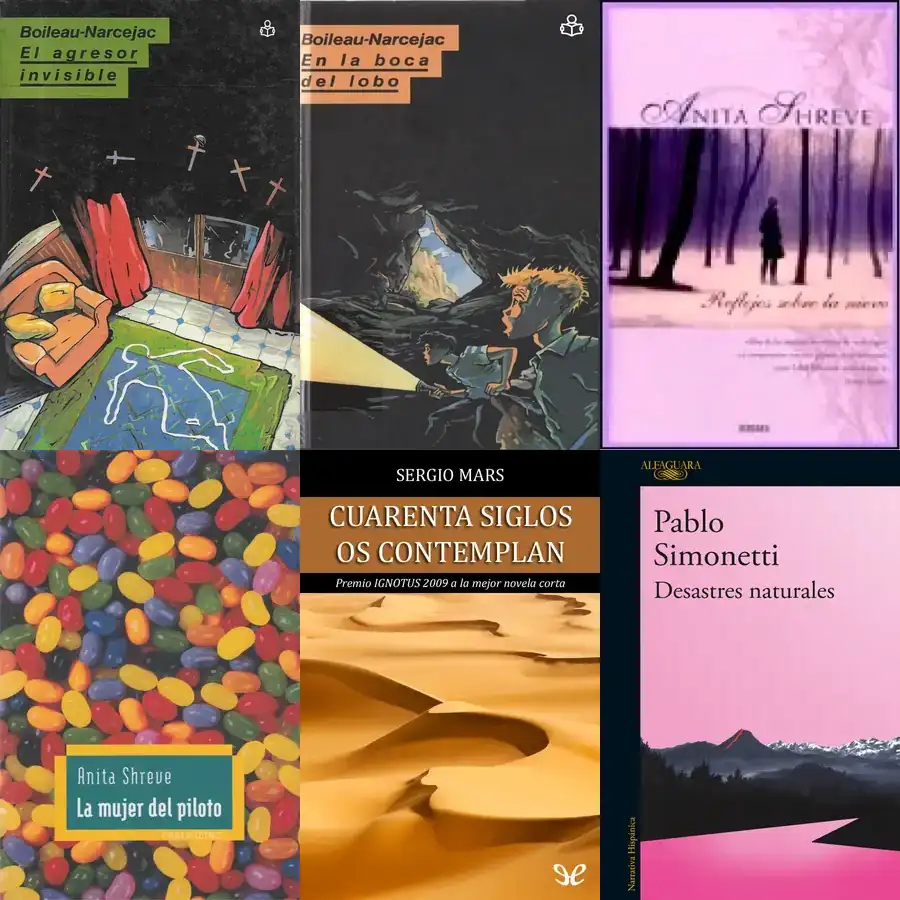 Boileau-Narcejac
El agresor
invisible
Boileau-Narcejac
En la boca
del lobo
ANITA SHREVE
Reflejos sobre la nieve
Anita Shreve
La mujer del piloto
SERGIO MARS
CUARENTA SIGLOS
OS CONTEMPLAN
Premio IGNOTUS 2009 a la mejor novela corta
ALFAGUARA
Pablo
Simonetti
Desastres naturales
Narrativa Hispánica